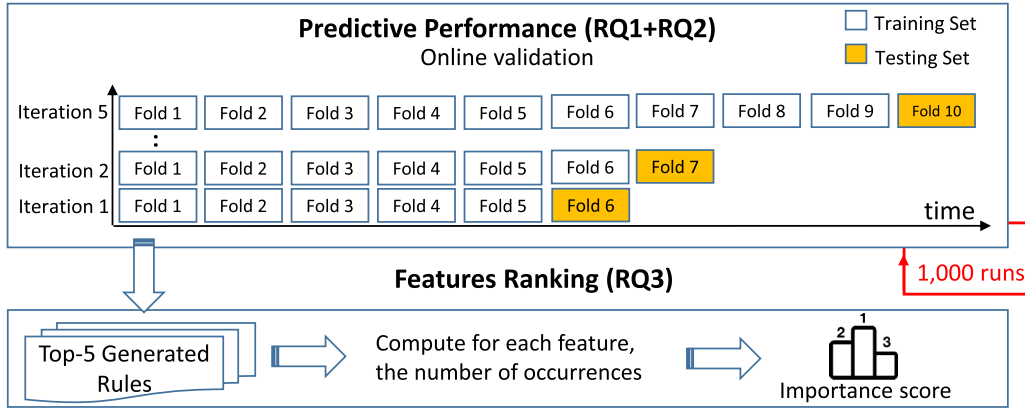 Predictive Performance (RQ1+RQ2)
Online validation
Training Set
Testing Set
Iteration 5
Fold 1 Fold 2 Fold 3 Fold 4 Fold 5 Fold 6 Fold 7 Fold 8 Fold 9 Fold 10
:
Iteration 2
Fold 1 Fold 2 Fold 3 Fold 4 Fold 5 Fold 6 Fold 7
Iteration 1
Fold 1 Fold 2 Fold 3 Fold 4 Fold 5 Fold 6
time
1,000 runs
Features Ranking (RQ3)
Top-5 Generated
Rules
Compute for each feature,
the number of occurrences
1
2
3
Importance score